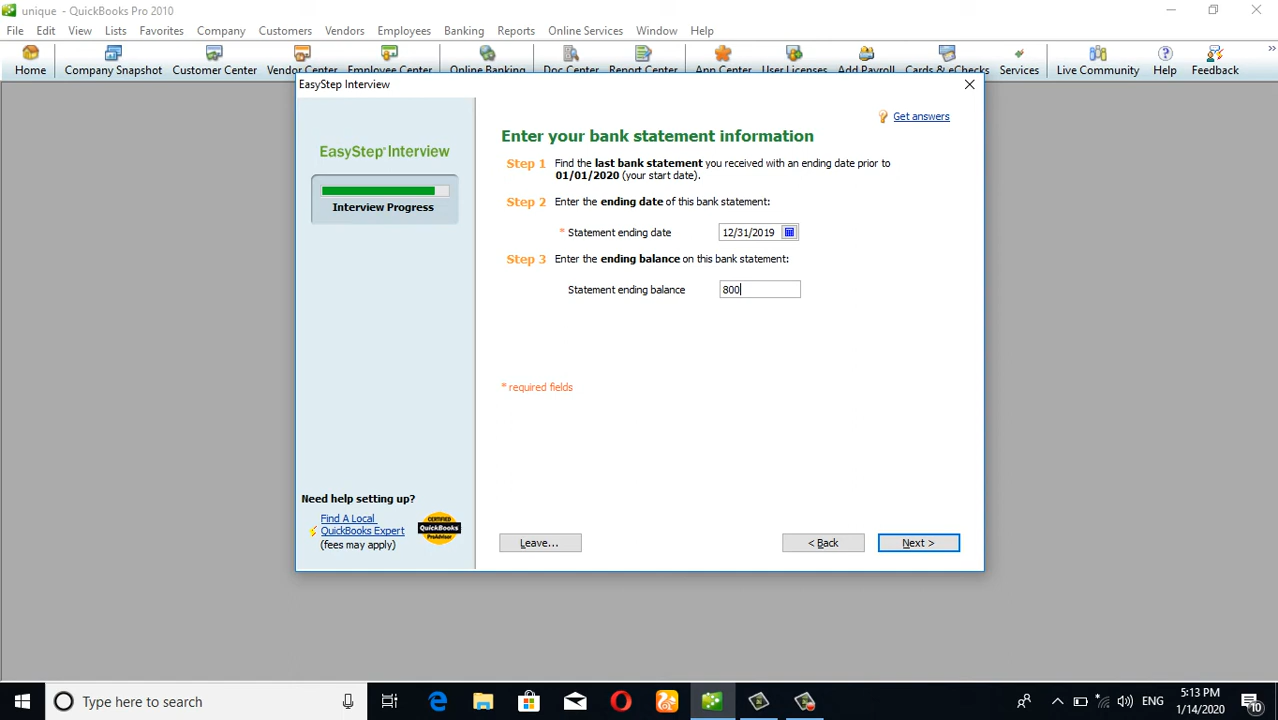 unique - QuickBooks Pro 2010
File Edit View Lists Favorites Company Customers Vendors Employees Banking Reports Online Services Window Help
Home Company Snapshot Customer Center Vendor Center Employee Center Online Banking Doc Center Report Center App Center User Licenses Add Payroll Cards & eChecks Services Live Community Help Feedback
EasyStep Interview
Get answers
Enter your bank statement information
EasyStep Interview
Interview Progress
Step 1 Find the last bank statement you received with an ending date prior to
01/01/2020 (your start date).
Step 2 Enter the ending date of this bank statement:
* Statement ending date 12/31/2019
Step 3 Enter the ending balance on this bank statement:
Statement ending balance 800
* required fields
Need help setting up?
Find A Local
QuickBooks Expert
(fees may apply)
CERTIFIED
QuickBooks
ProAdvisor
Leave... < Back Next >
Type here to search
ENG
5:13 PM
1/14/2020
10